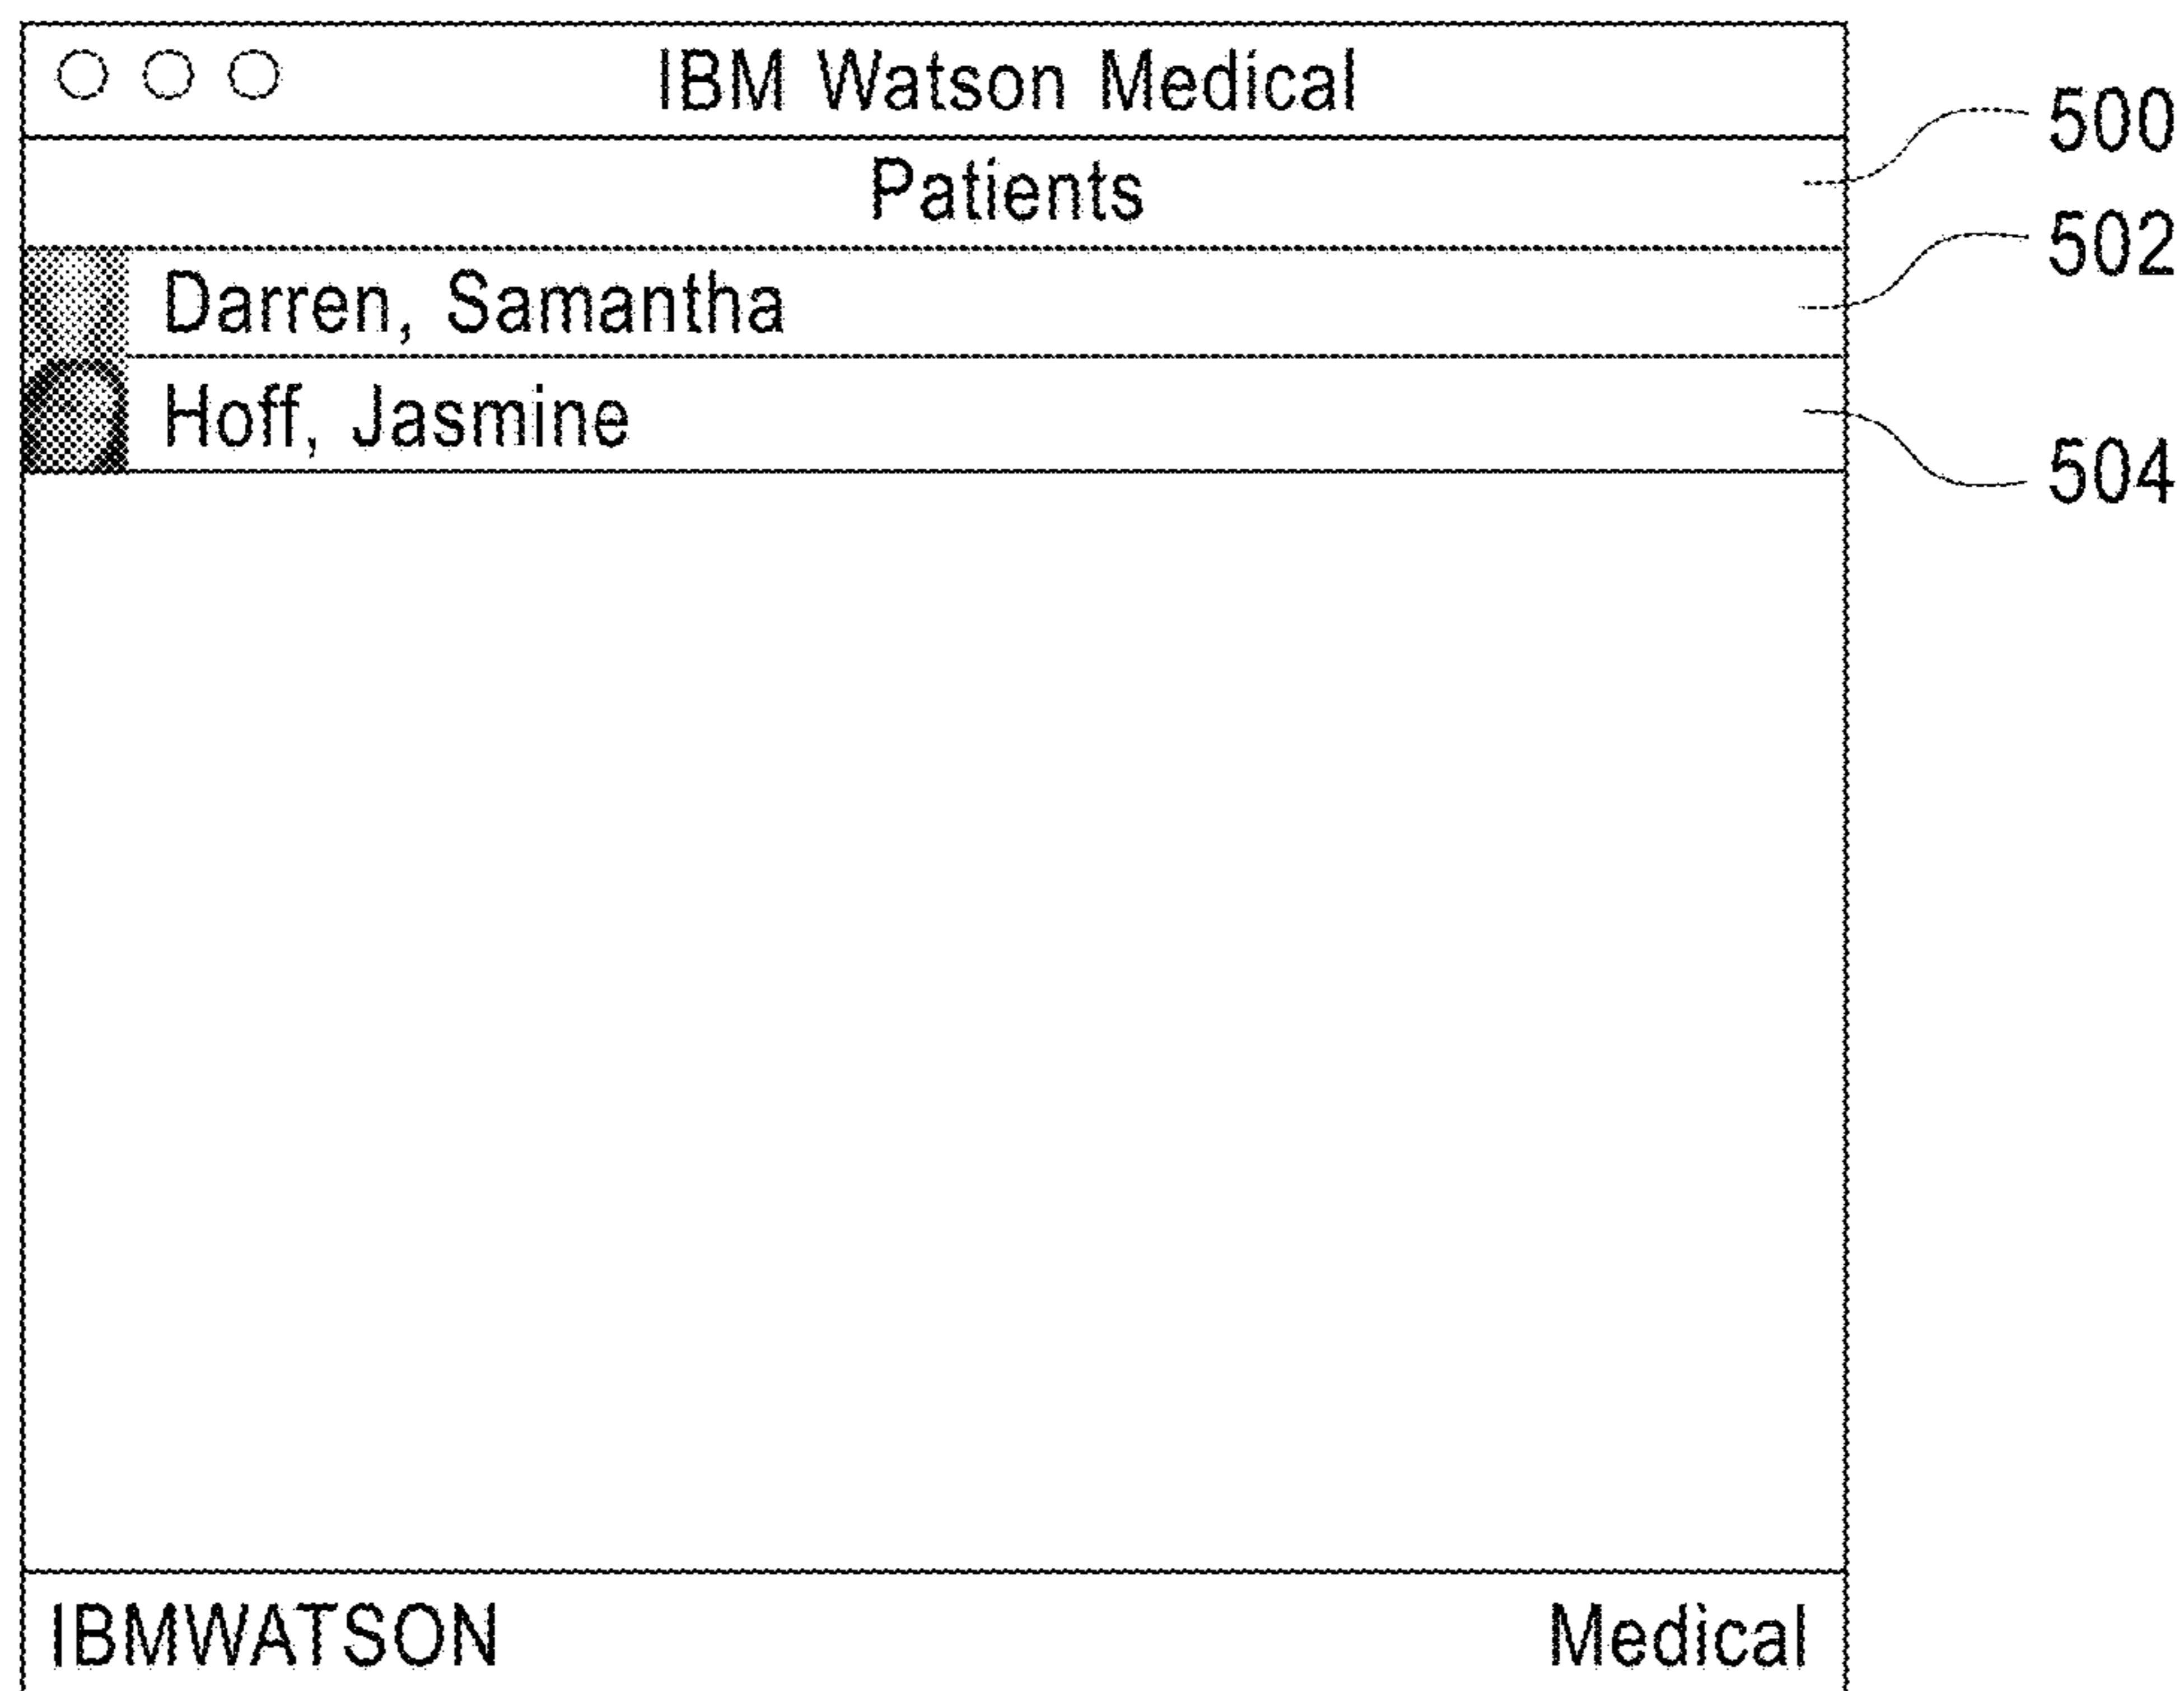 IBM Watson Medical
500
Patients
502
Darren, Samantha
Hoff, Jasmine
504
IBMWATSON Medical